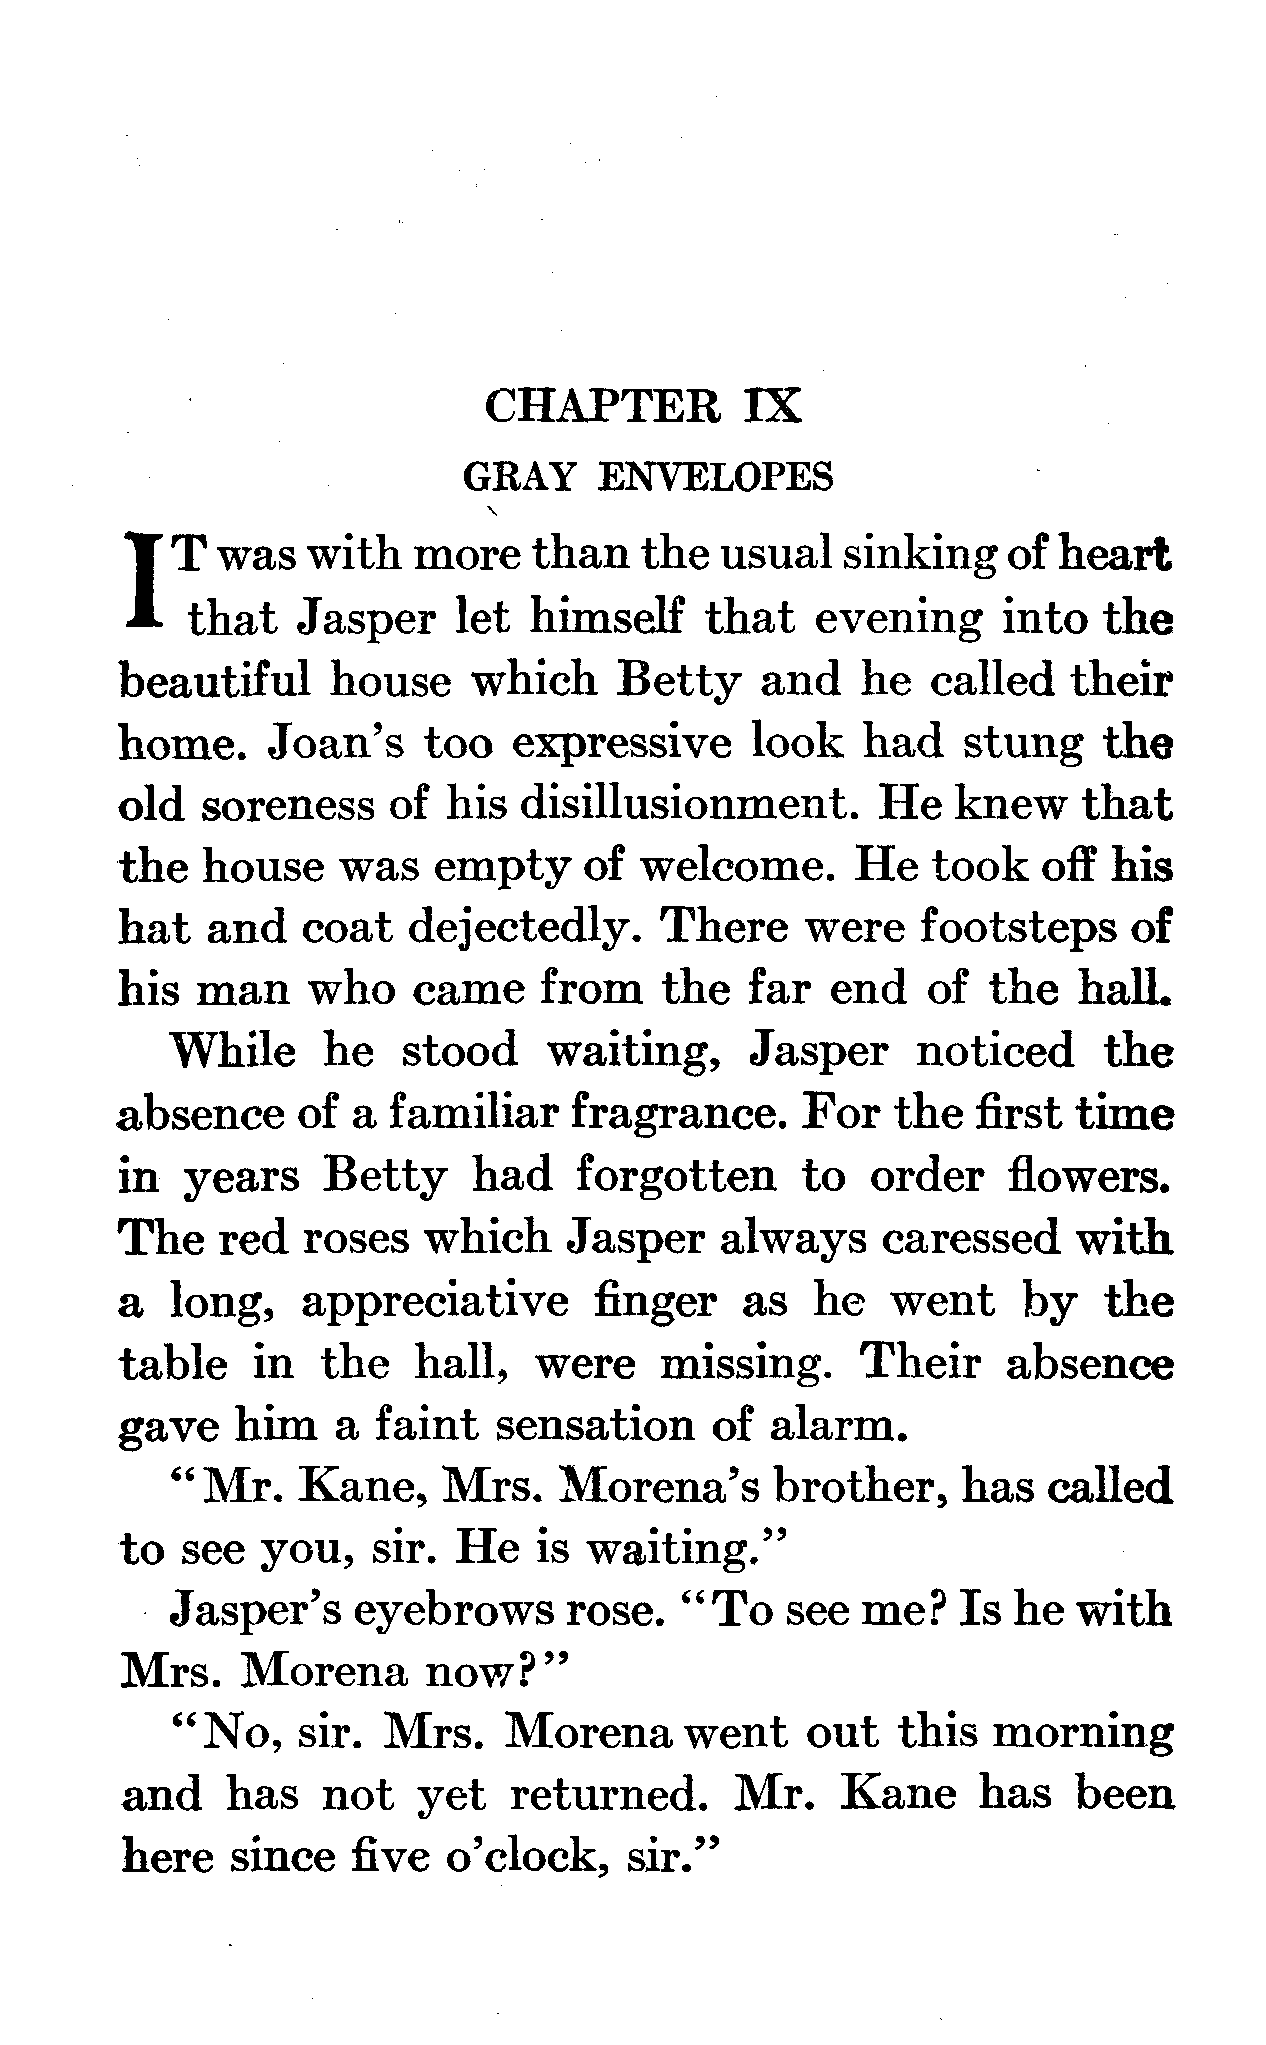 CHAPTER IX
GRAY ENVELOPES
IT was with more than the usual sinking of heart
that Jasper let himself that evening into the
beautiful house which Betty and he called their
home. Joan's too expressive look had stung the
old soreness of his disillusionment. He knew that
the house was empty of welcome. He took off his
hat and coat dejectedly. There were footsteps of
his man who came from the far end of the hall.
While he stood waiting, Jasper noticed the
absence of a familiar fragrance. For the first time
in years Betty had forgotten to order flowers.
The red roses which Jasper always caressed with
a long, appreciative finger as he went by the
table in the hall, were missing. Their absence
gave him a faint sensation of alarm.
“Mr. Kane, Mrs. Morena's brother, has called
to see you, sir. He is waiting.”
Jasper's eyebrows rose. “To see me? Is he with
Mrs. Morena now?”
“No, sir. Mrs. Morena went out this morning
and has not yet returned. Mr. Kane has been
here since five o'clock, sir.”